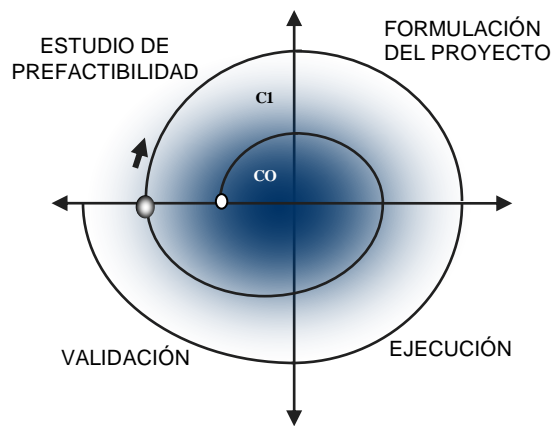 ESTUDIO DE
PREFACTIBILIDAD
FORMULACIÓN
DEL PROYECTO
C1
CO
VALIDACIÓN
EJECUCIÓN